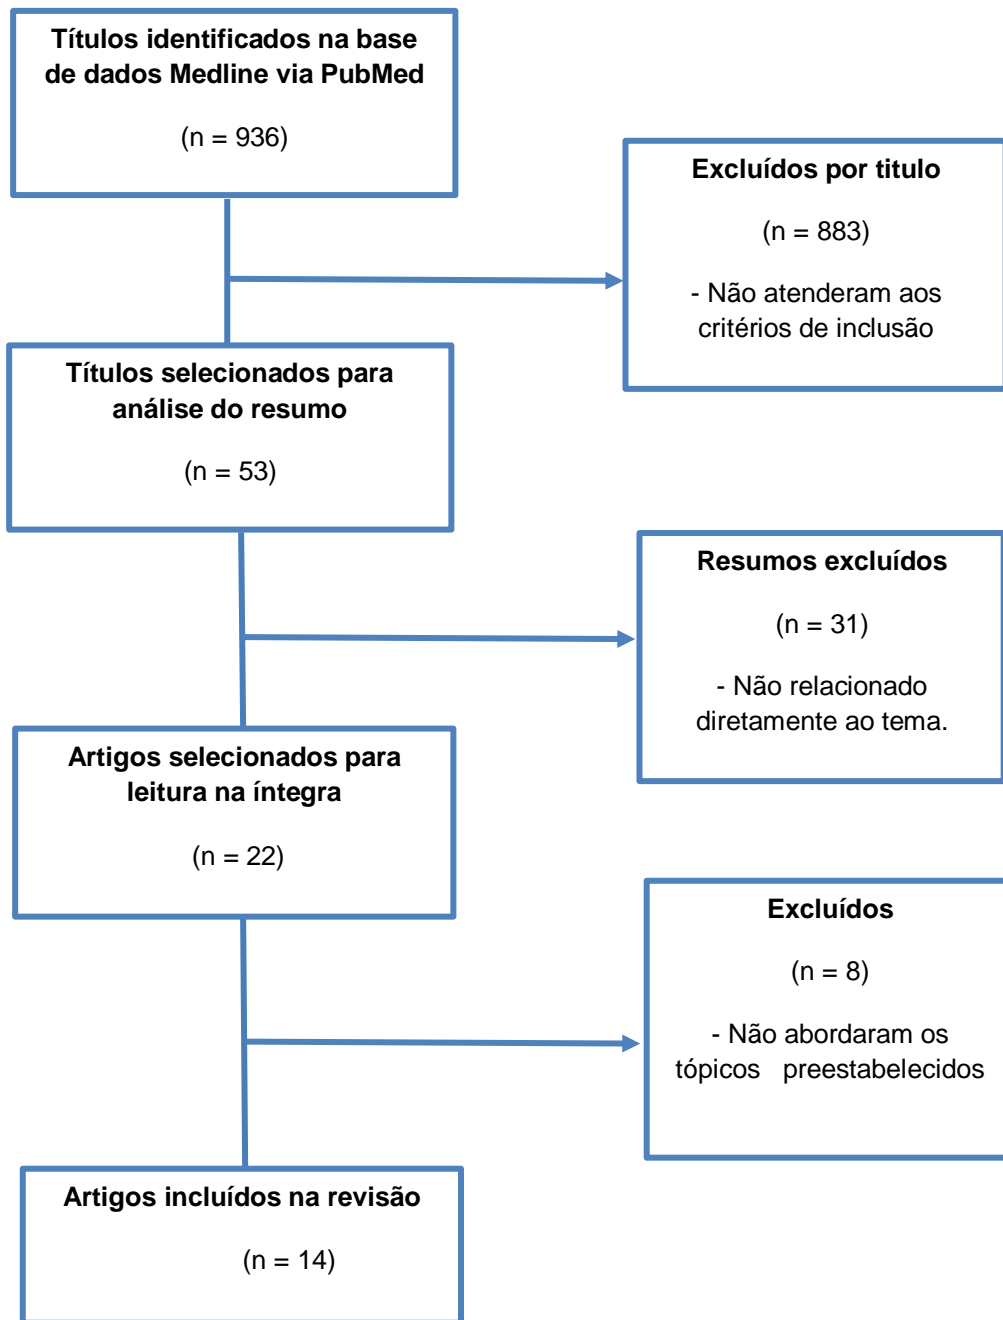 Títulos identificados na base
de dados Medline via PubMed
(n = 936)
Excluídos por titulo
(n = 883)
- Não atenderam aos
critérios de inclusão
Títulos selecionados para
análise do resumo
(n = 53)
Resumos excluídos
(n = 31)
- Não relacionado
diretamente ao tema.
Artigos selecionados para
leitura na íntegra
(n = 22)
Excluídos
(n = 8)
- Não abordaram os
tópicos preestabelecidos
Artigos incluídos na revisão
(n = 14)